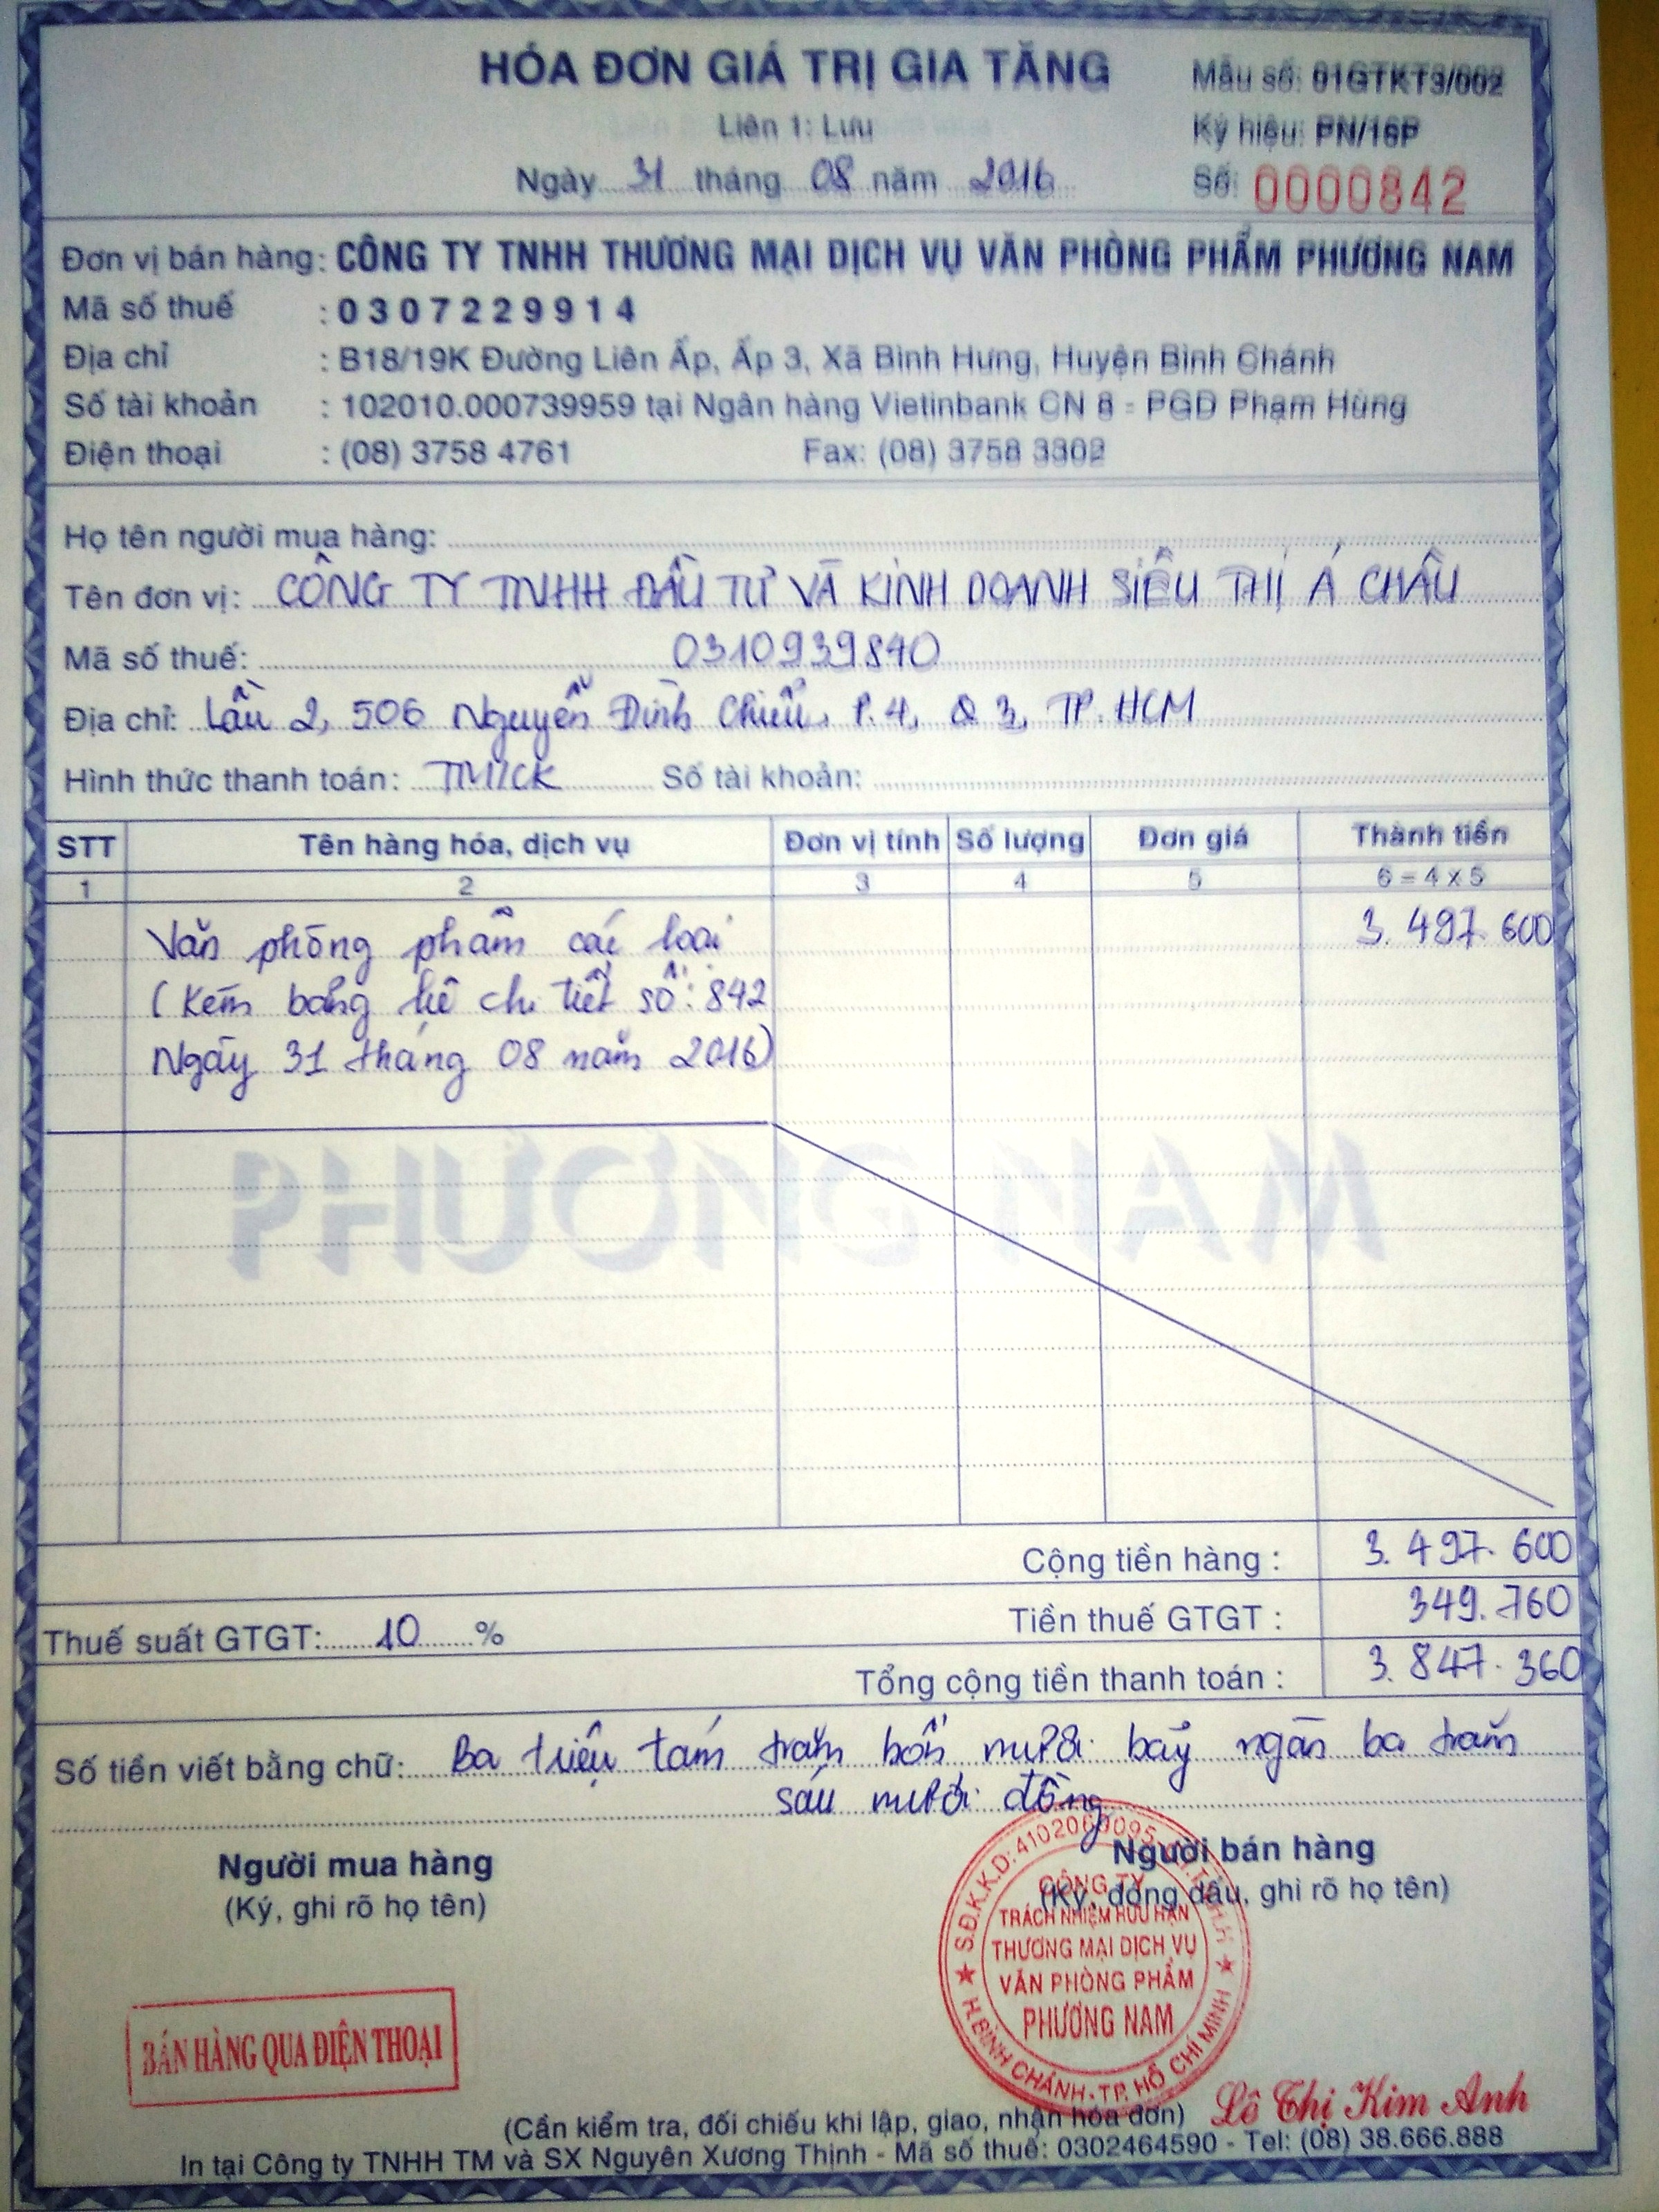 HÓA ĐƠN GIÁ TRỊ GIA TĂNG
Mẫu số: 01GTKT3/002
Liên 1: Lưu
Ký hiệu: PN/16P
Ngày 31 tháng 08 năm 2016
Số: 0000842
Đơn vị bán hàng: CÔNG TY TNHH THƯƠNG MẠI DỊCH VỤ VĂN PHÒNG PHẨM PHƯƠNG NAM
Mã số thuế : 0307229914
Địa chỉ : B18/19K Đường Liên Ấp, Ấp 3, Xã Bình Hưng, Huyện Bình Chánh
Số tài khoản : 102010.000739959 tại Ngân hàng Vietinbank CN 8 - PGD Phạm Hùng
Điện thoại : (08) 3758 4761 Fax: (08) 3758 3302
Họ tên người mua hàng:
Tên đơn vị: CÔNG TY TNHH ĐẦU TƯ VÀ KINH DOANH SIÊU THỊ Á CHÂU
Mã số thuế: 0310939840
Địa chỉ: Lầu 2, 506 Nguyễn Đình Chiểu, P.4, Q3, TP.HCM
Hình thức thanh toán: TM/CK Số tài khoản:
STT Tên hàng hóa, dịch vụ Đơn vị tính Số lượng Đơn giá Thành tiền
1 2 3 4 5 6 = 4 x 5
Văn phòng phẩm các loại 3.497.600
(Kèm bảng kê chi tiết số: 842
Ngày 31 tháng 08 năm 2016)
PHƯƠNG NAM
Cộng tiền hàng : 3.497.600
Thuế suất GTGT: 10 % Tiền thuế GTGT : 349.760
Tổng cộng tiền thanh toán : 3.847.360
Số tiền viết bằng chữ: Ba triệu tám trăm bốn mươi bảy ngàn ba trăm
sáu mươi đồng
Người mua hàng
(Ký, ghi rõ họ tên)
Người bán hàng
(Ký, đóng dấu, ghi rõ họ tên)
CÔNG TY
TRÁCH NHIỆM HỮU HẠN
THƯƠNG MẠI DỊCH VỤ
VĂN PHÒNG PHẨM
PHƯƠNG NAM
H.BÌNH CHÁNH - TP. HỒ CHÍ MINH
BÁN HÀNG QUA ĐIỆN THOẠI
Lê Thị Kim Anh
(Cần kiểm tra, đối chiếu khi lập, giao, nhận hóa đơn)
In tại Công ty TNHH TM và SX Nguyên Xương Thịnh - Mã số thuế: 0302464590 - Tel: (08) 38.666.888